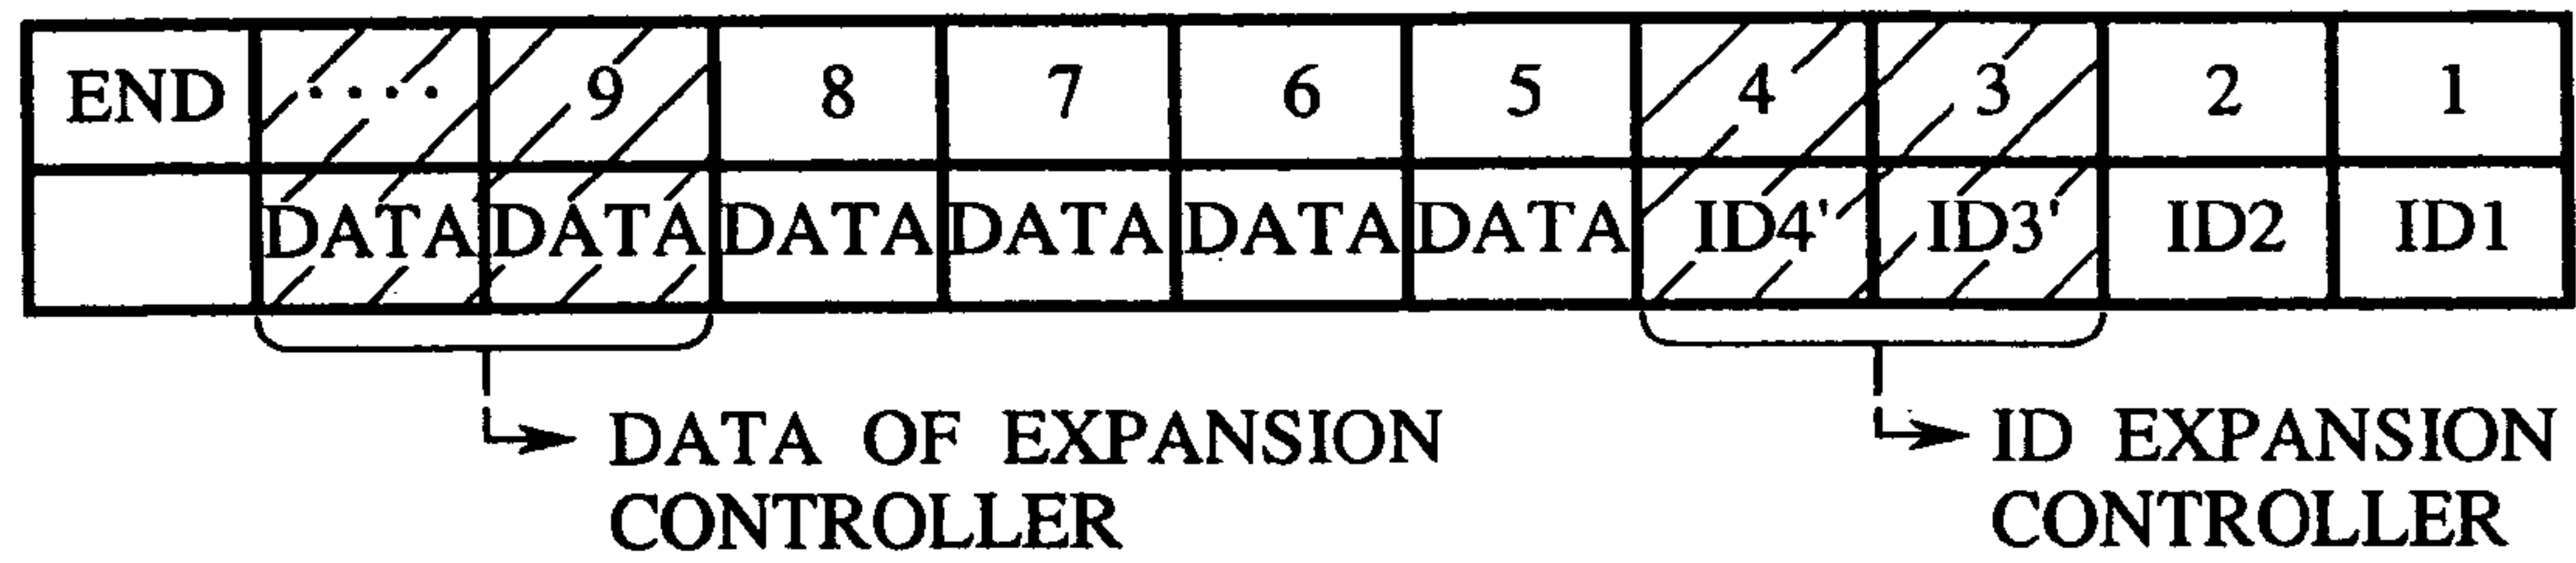 END .... 9 8 7 6 5 4 3 2 1
DATA DATA DATA DATA DATA DATA ID4' ID3' ID2 ID1
DATA OF EXPANSION
CONTROLLER
ID EXPANSION
CONTROLLER